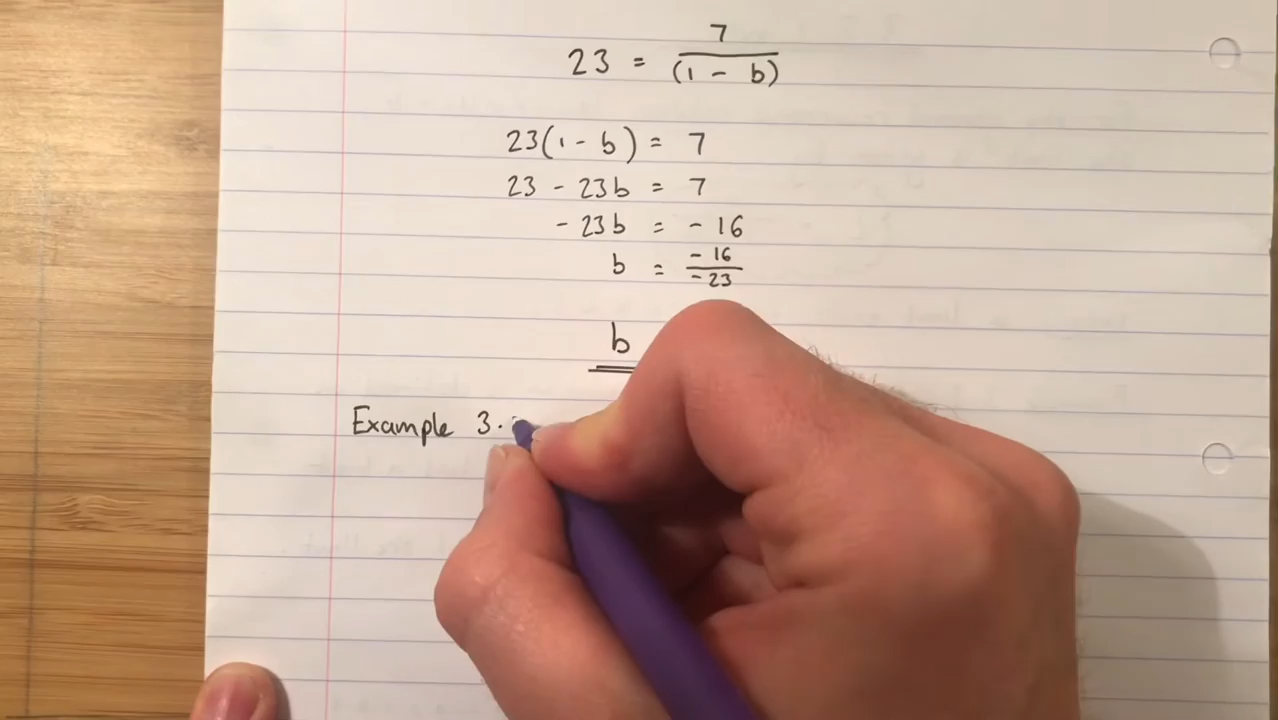 23 = 7/(1 - b)
23(1 - b) = 7
23 - 23b = 7
- 23b = - 16
b = - 16/- 23
b
Example 3.